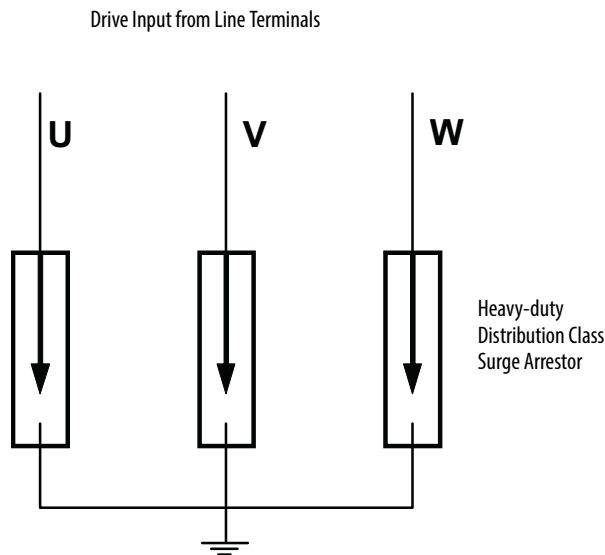 Drive Input from Line Terminals
U V W
Heavy-duty
Distribution Class
Surge Arrestor